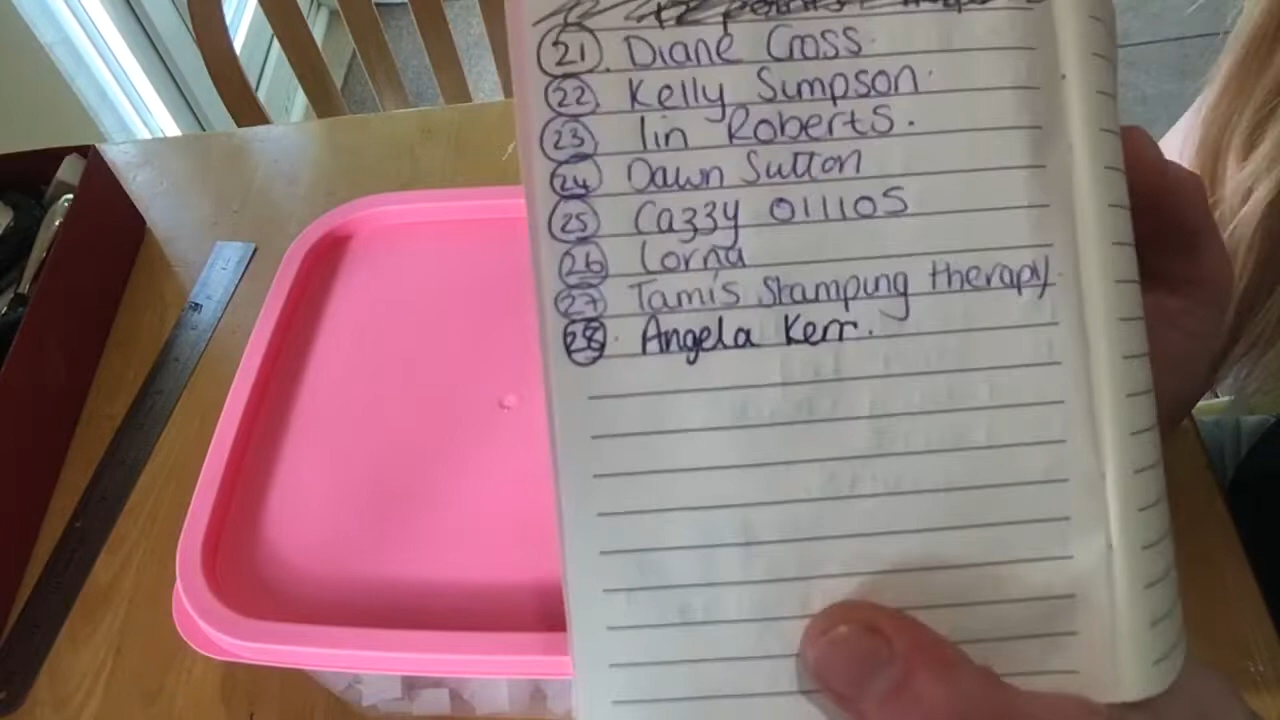 21. Diane Cross.
22. Kelly Simpson.
23 lin Roberts.
24 Dawn Sutton
25 Cazzy 011105
26 Lorna
27 Tamis Stamping therapy.
28. Angela Kerr.